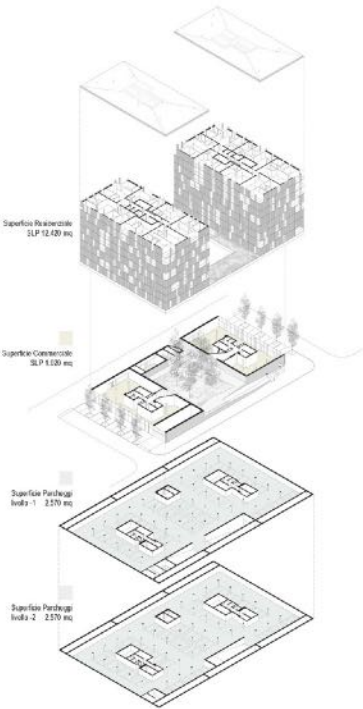 Superficie Residenziale
SLP 12.420 mq
Superficie Commerciale
SLP 1.020 mq
Superficie Parcheggi
livello -1 2.570 mq
Superficie Parcheggi
livello -2 2.570 mq